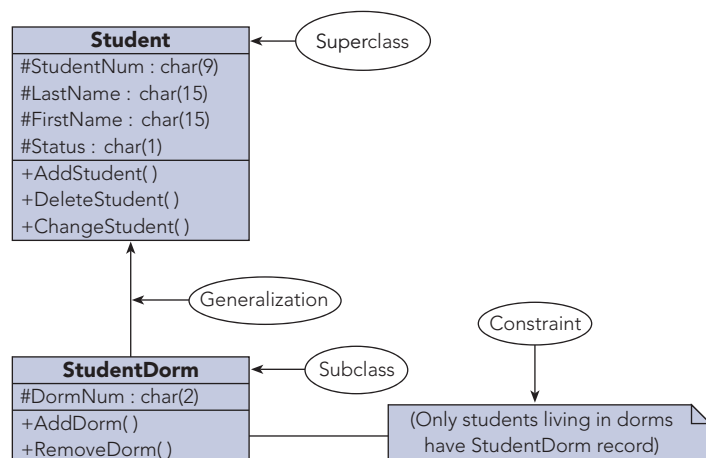 Student
Superclass
#StudentNum : char(9)
#LastName : char(15)
#FirstName : char(15)
#Status : char(1)
+AddStudent( )
+DeleteStudent( )
+ChangeStudent( )
Generalization
Constraint
StudentDorm
Subclass
#DormNum : char(2)
+AddDorm( )
+RemoveDorm( )
(Only students living in dorms
have StudentDorm record)